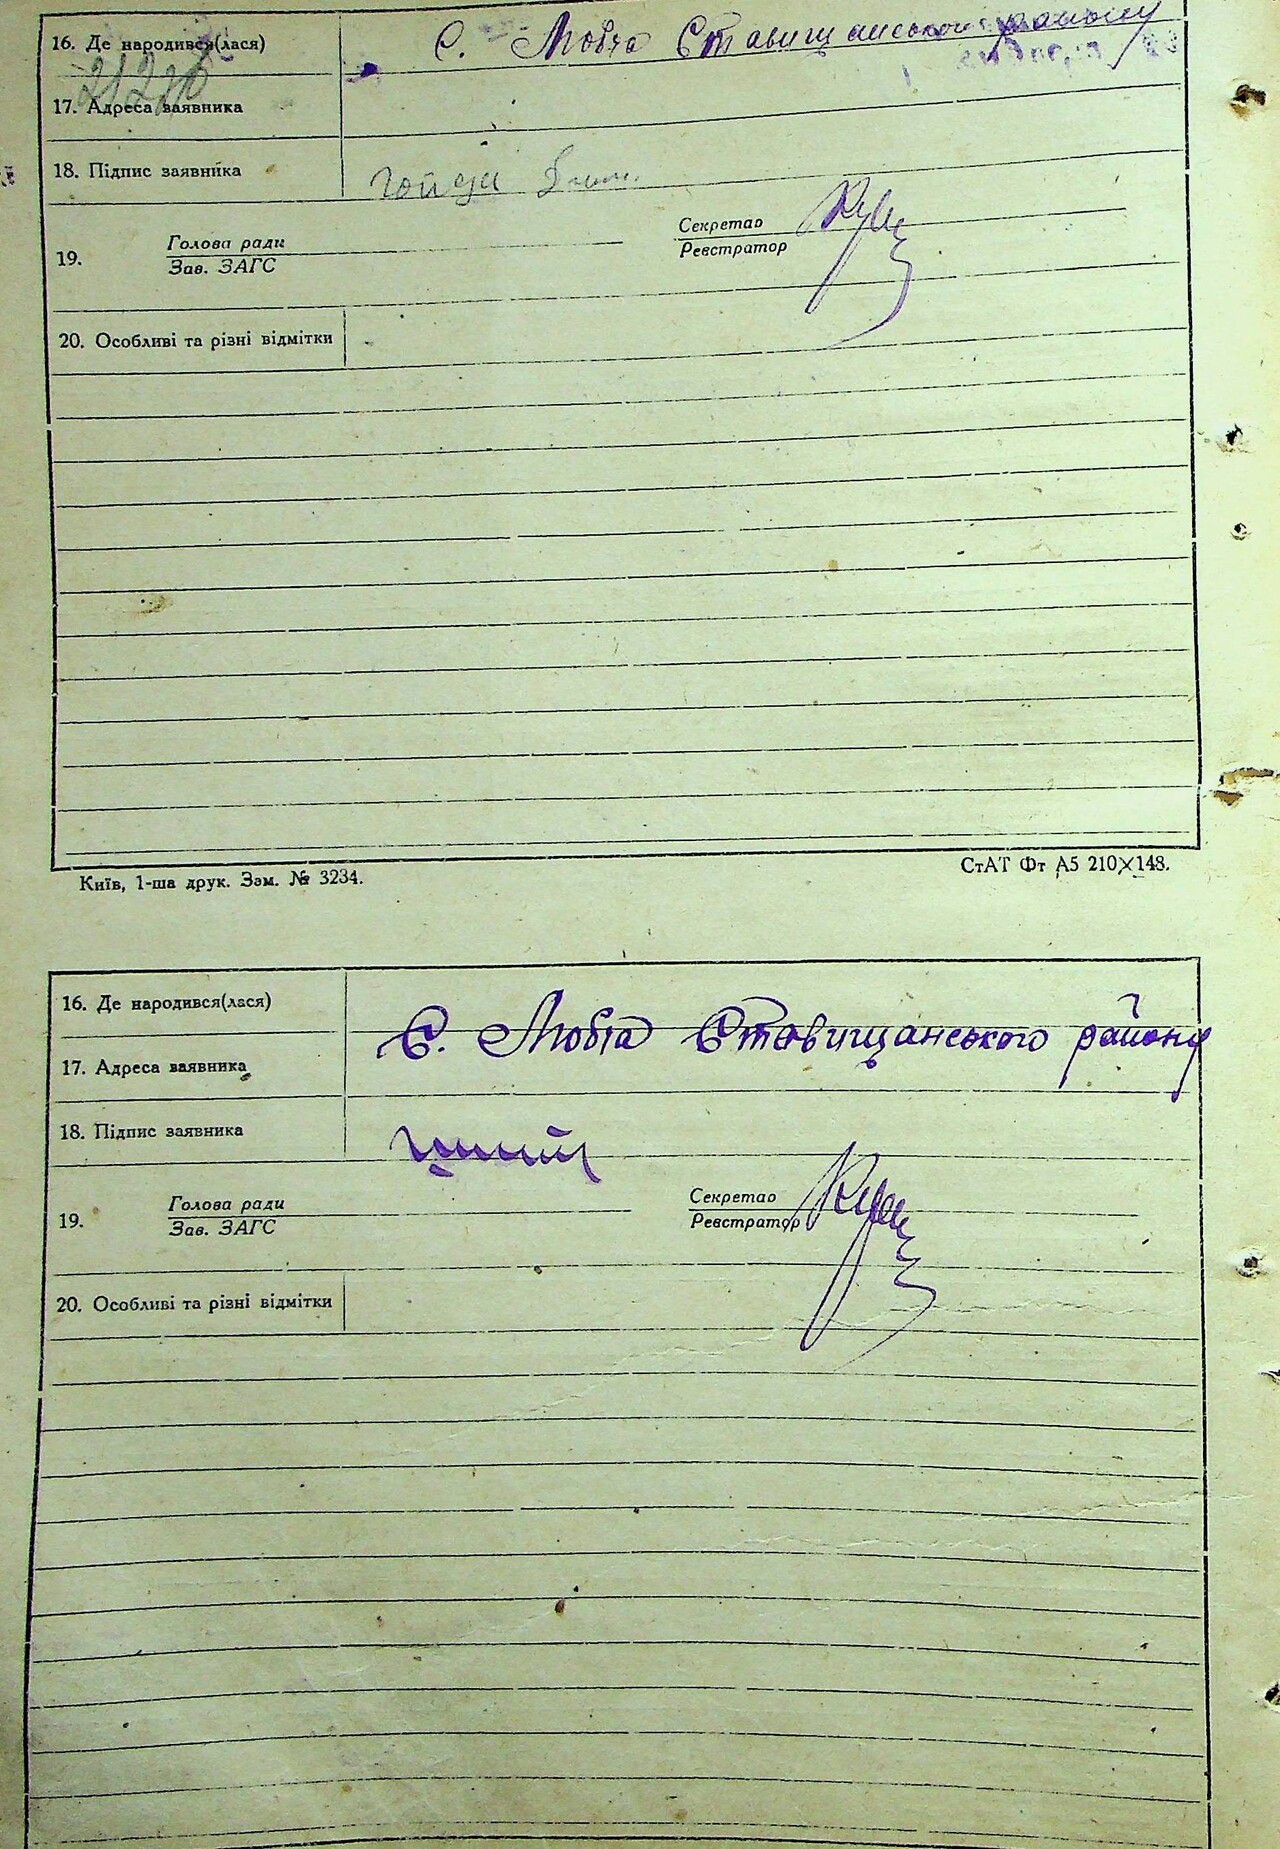 16. Де народився(лася)
С. Любча Ставищанського району
17. Адреса заявника
18. Підпис заявника
19. Голова ради
Зав. ЗАГС
Секретар
Реєстратор
20. Особливі та різні відмітки
Київ, 1-ша друк. Зам. № 3234.
СтАТ Фт А5 210×148.
16. Де народився(лася)
С. Любча Ставищанського району
17. Адреса заявника
18. Підпис заявника
19. Голова ради
Зав. ЗАГС
Секретар
Реєстратор
20. Особливі та різні відмітки